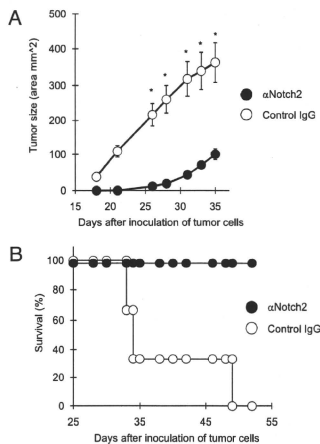 A
Tumor size (area mm^2)
500
400
300
200
100
0
* * * * *
15 20 25 30 35
Days after inoculation of tumor cells
αNotch2
Control IgG
B
Survival (%)
100
80
60
40
20
0
25 35 45 55
Days after inoculation of tumor cells
αNotch2
Control IgG